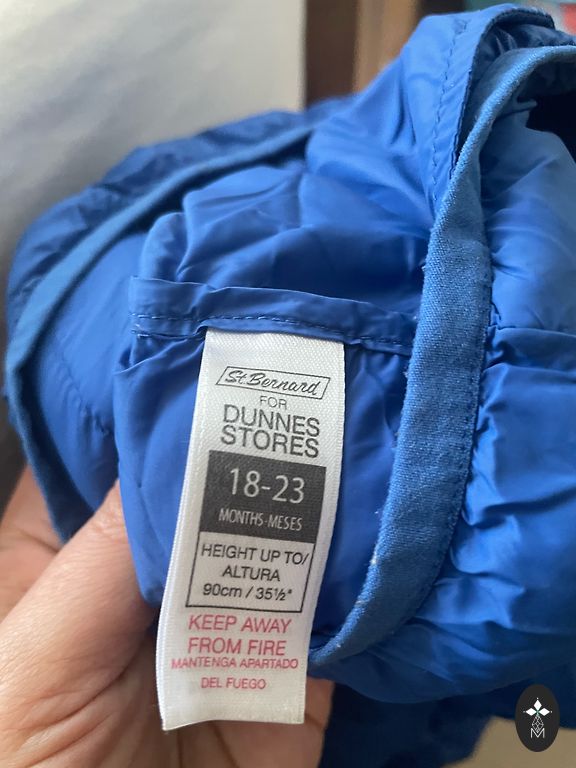 St. Bernard
FOR
DUNNES
STORES
18-23
MONTHS-MESES
HEIGHT UP TO/
ALTURA
90cm / 35½"
KEEP AWAY
FROM FIRE
MANTENGA APARTADO
DEL FUEGO
M